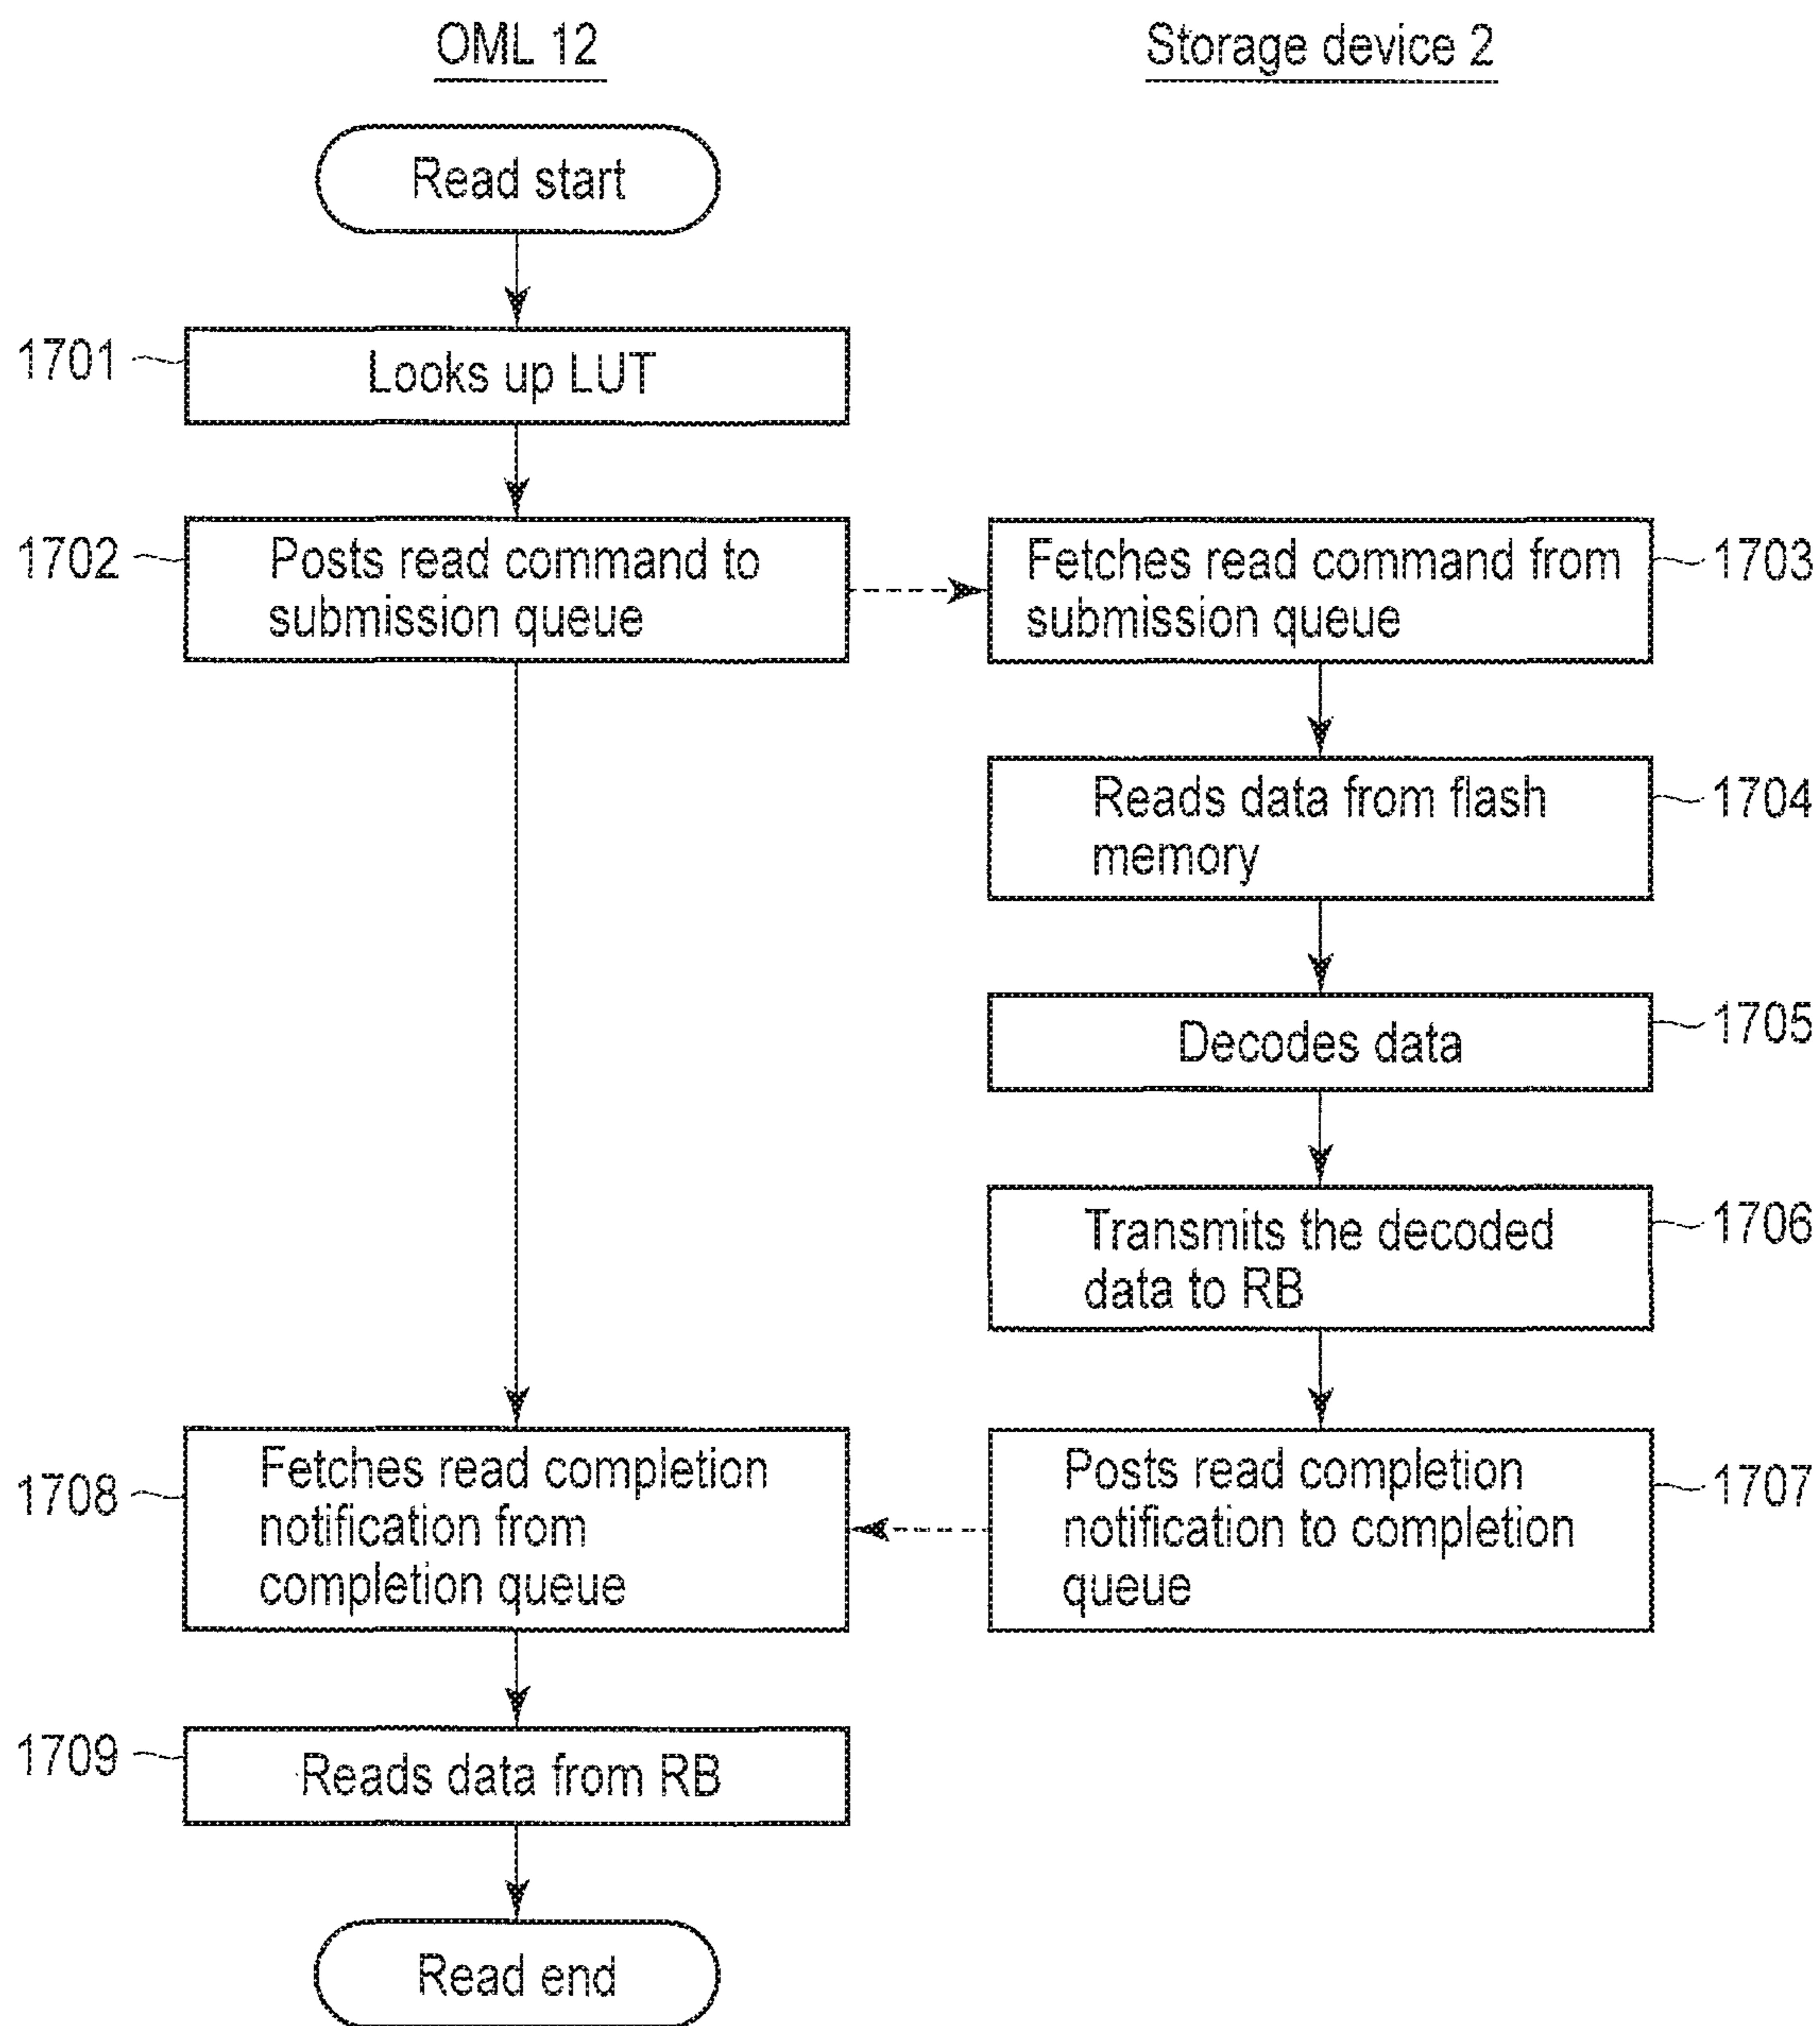 OML 12
Storage device 2
Read start
1701
Looks up LUT
1702
Posts read command to
submission queue
Fetches read command from
submission queue
1703
Reads data from flash
memory
1704
Decodes data
1705
Transmits the decoded
data to RB
1706
1708
Fetches read completion
notification from
completion queue
Posts read completion
notification to completion
queue
1707
1709
Reads data from RB
Read end